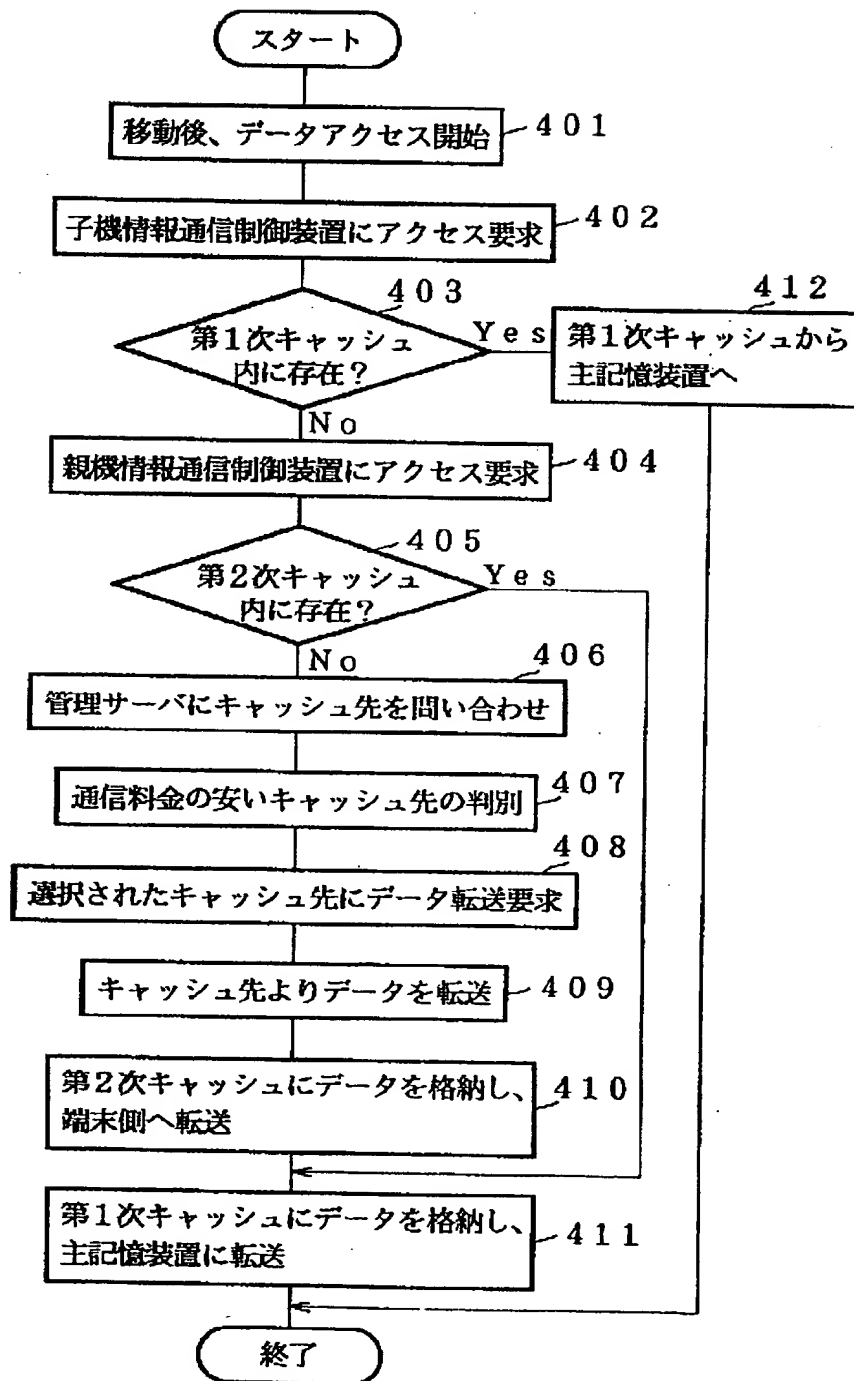 スタート
移動後、データアクセス開始
401
子機情報通信制御装置にアクセス要求
402
403
第1次キャッシュ
内に存在?
Yes
412
第1次キャッシュから
主記憶装置へ
No
親機情報通信制御装置にアクセス要求
404
405
第2次キャッシュ
内に存在?
Yes
No
406
管理サーバにキャッシュ先を問い合わせ
通信料金の安いキャッシュ先の判別
407
408
選択されたキャッシュ先にデータ転送要求
キャッシュ先よりデータを転送
409
第2次キャッシュにデータを格納し、
端末側へ転送
410
第1次キャッシュにデータを格納し、
主記憶装置に転送
411
終了